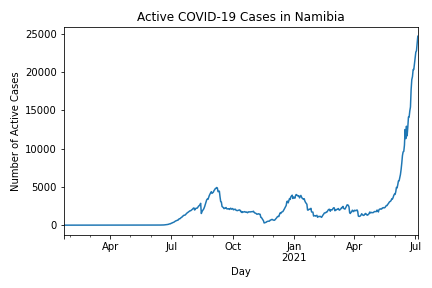 Active COVID-19 Cases in Namibia
Number of Active Cases
25000
20000
15000
10000
5000
0
Apr Jul Oct Jan Apr Jul
2021
Day